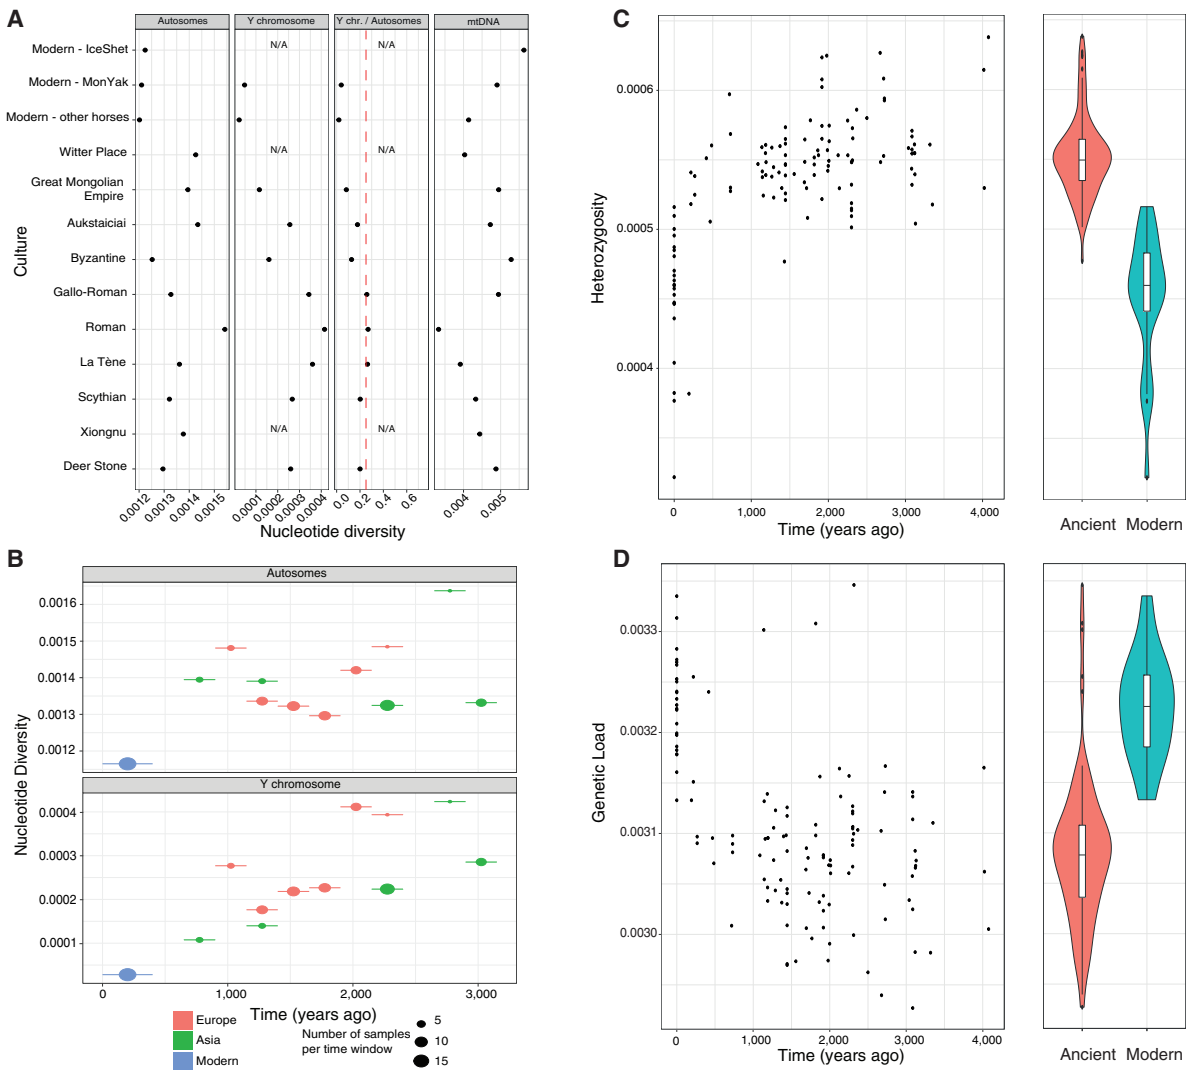 A
Autosomes
Y chromosome
Y chr. / Autosomes
mtDNA
Culture
Modern - IceShet
N/A
N/A
Modern - MonYak
Modern - other horses
Witter Place
N/A
N/A
Great Mongolian
Empire
Aukstaiciai
Byzantine
Gallo-Roman
Roman
La Tène
Scythian
Xiongnu
N/A
N/A
Deer Stone
0.0012
0.0013
0.0014
0.0015
0.0001
0.0002
0.0003
0.0004
0.0
0.2
0.4
0.6
0.004
0.005
Nucleotide diversity
B
Autosomes
Nucleotide Diversity
0.0016
0.0015
0.0014
0.0013
0.0012
Y chromosome
0.0004
0.0003
0.0002
0.0001
0
1,000
2,000
3,000
Time (years ago)
Europe
Asia
Modern
Number of samples
per time window
5
10
15
C
Heterozygosity
0.0006
0.0005
0.0004
0
1,000
2,000
3,000
4,000
Time (years ago)
Ancient
Modern
D
Genetic Load
0.0033
0.0032
0.0031
0.0030
0
1,000
2,000
3,000
4,000
Time (years ago)
Ancient
Modern